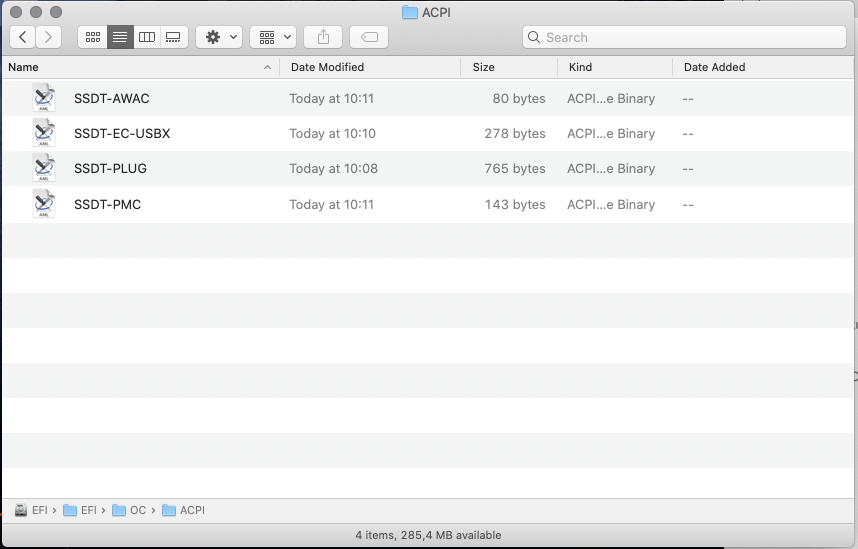 ACPI
Search
Name Date Modified Size Kind Date Added
SSDT-AWAC Today at 10:11 80 bytes ACPI...e Binary --
SSDT-EC-USBX Today at 10:10 278 bytes ACPI...e Binary --
SSDT-PLUG Today at 10:08 765 bytes ACPI...e Binary --
SSDT-PMC Today at 10:11 143 bytes ACPI...e Binary --
EFI › EFI › OC › ACPI
4 items, 285,4 MB available